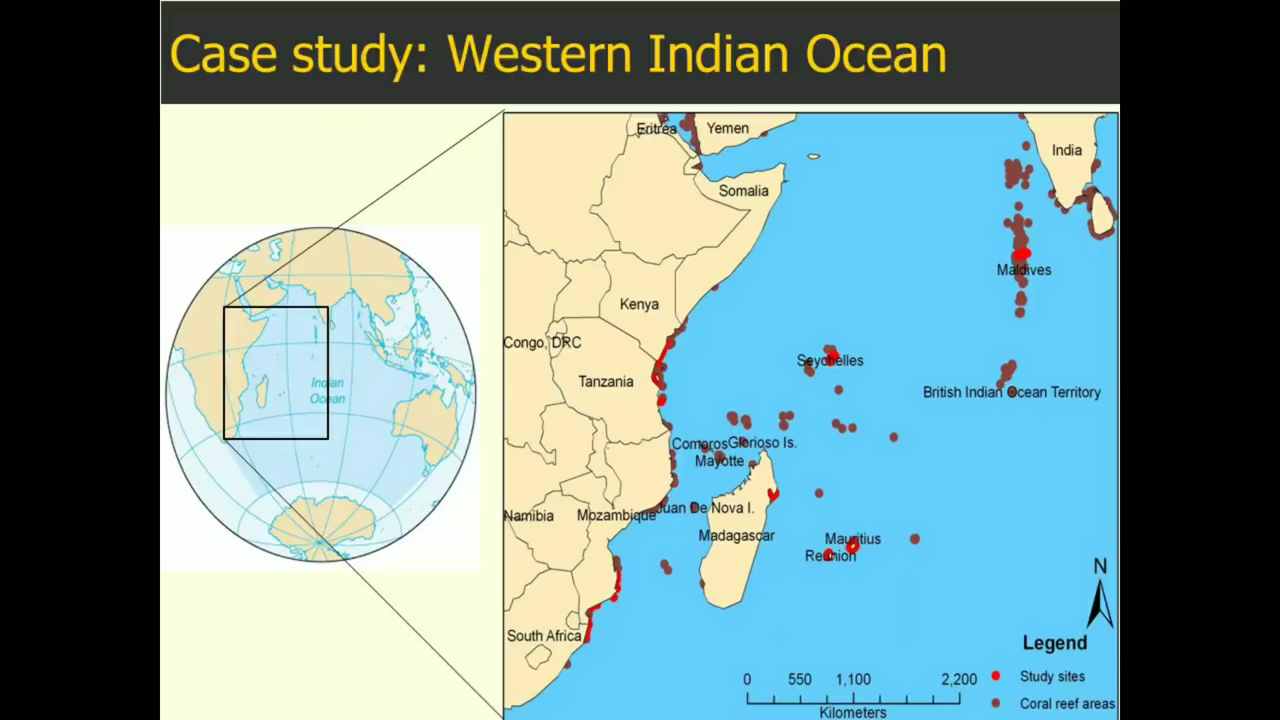 Case study: Western Indian Ocean
Indian
Ocean
Eritrea
Yemen
India
Somalia
Maldives
Kenya
Congo, DRC
Seychelles
Tanzania
British Indian Ocean Territory
Comoros
Glorioso Is.
Mayotte
Namibia
Mozambique
Juan De Nova I.
Madagascar
Mauritius
Reunion
N
South Africa
Legend
Study sites
Coral reef areas
0 550 1,100 2,200
Kilometers